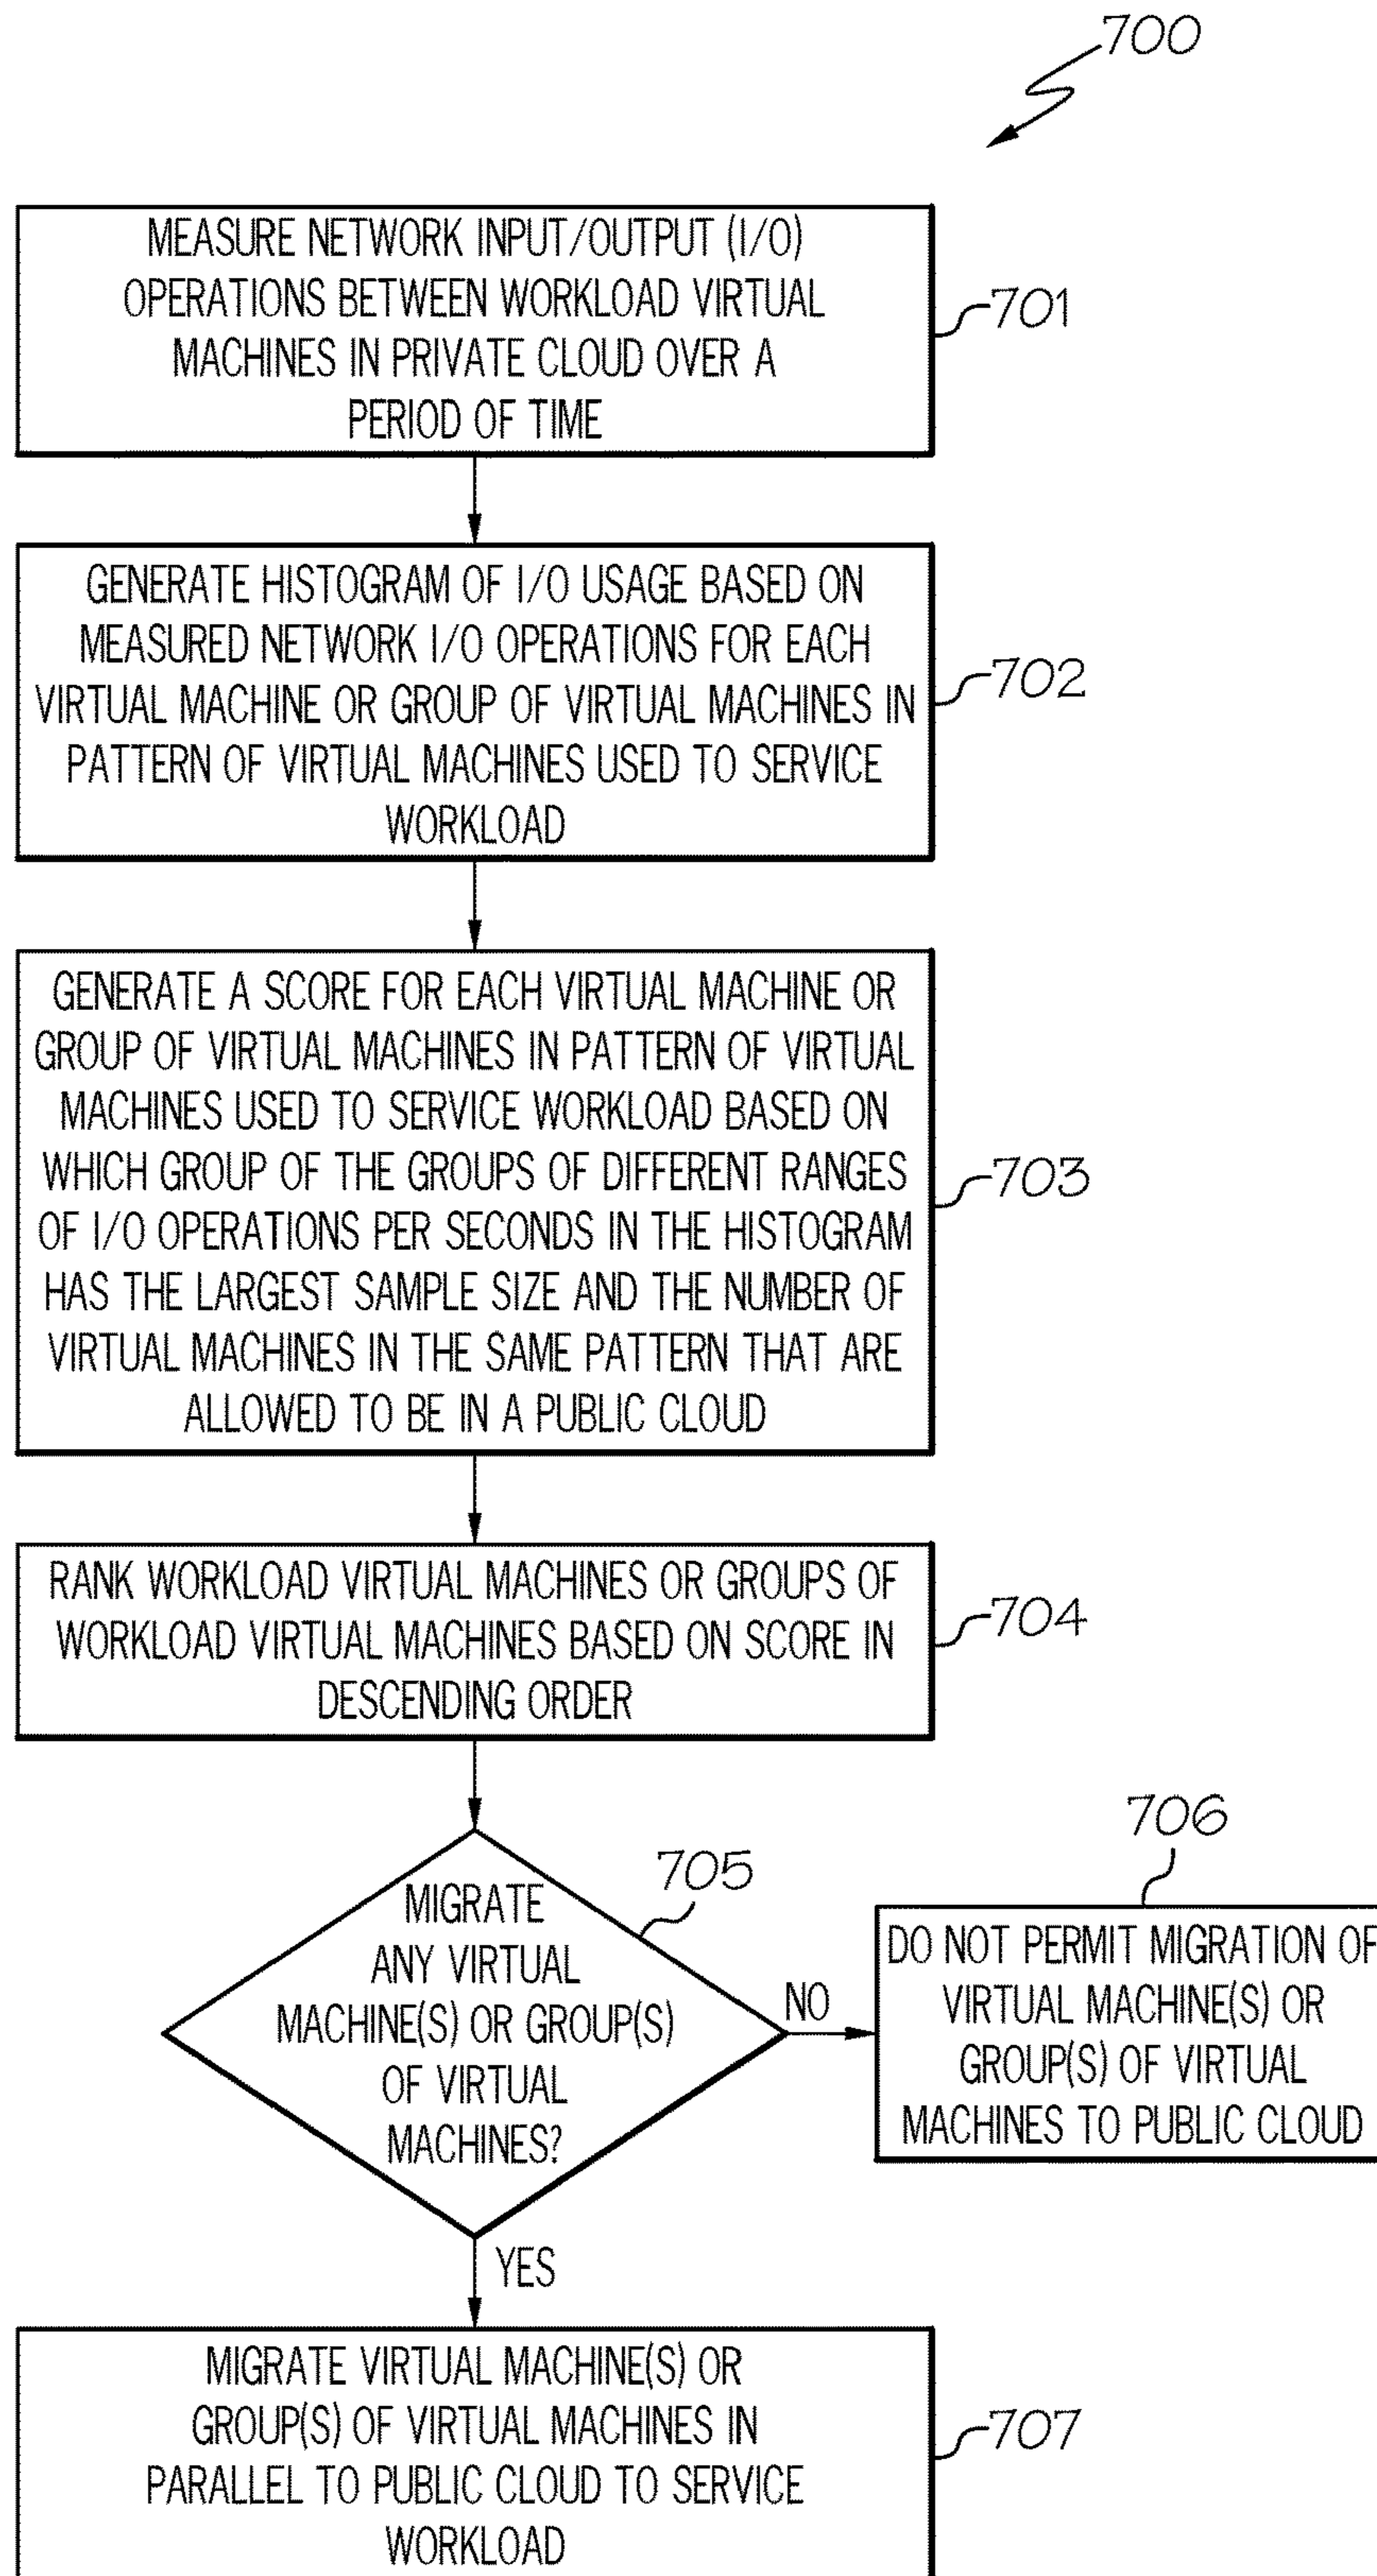 700
MEASURE NETWORK INPUT/OUTPUT (I/O)
OPERATIONS BETWEEN WORKLOAD VIRTUAL
MACHINES IN PRIVATE CLOUD OVER A
PERIOD OF TIME
701
GENERATE HISTOGRAM OF I/O USAGE BASED ON
MEASURED NETWORK I/O OPERATIONS FOR EACH
VIRTUAL MACHINE OR GROUP OF VIRTUAL MACHINES IN
PATTERN OF VIRTUAL MACHINES USED TO SERVICE
WORKLOAD
702
GENERATE A SCORE FOR EACH VIRTUAL MACHINE OR
GROUP OF VIRTUAL MACHINES IN PATTERN OF VIRTUAL
MACHINES USED TO SERVICE WORKLOAD BASED ON
WHICH GROUP OF THE GROUPS OF DIFFERENT RANGES
OF I/O OPERATIONS PER SECONDS IN THE HISTOGRAM
HAS THE LARGEST SAMPLE SIZE AND THE NUMBER OF
VIRTUAL MACHINES IN THE SAME PATTERN THAT ARE
ALLOWED TO BE IN A PUBLIC CLOUD
703
RANK WORKLOAD VIRTUAL MACHINES OR GROUPS OF
WORKLOAD VIRTUAL MACHINES BASED ON SCORE IN
DESCENDING ORDER
704
MIGRATE
ANY VIRTUAL
MACHINE(S) OR GROUP(S)
OF VIRTUAL
MACHINES?
705
NO
706
DO NOT PERMIT MIGRATION OF
VIRTUAL MACHINE(S) OR
GROUP(S) OF VIRTUAL
MACHINES TO PUBLIC CLOUD
YES
MIGRATE VIRTUAL MACHINE(S) OR
GROUP(S) OF VIRTUAL MACHINES IN
PARALLEL TO PUBLIC CLOUD TO SERVICE
WORKLOAD
707